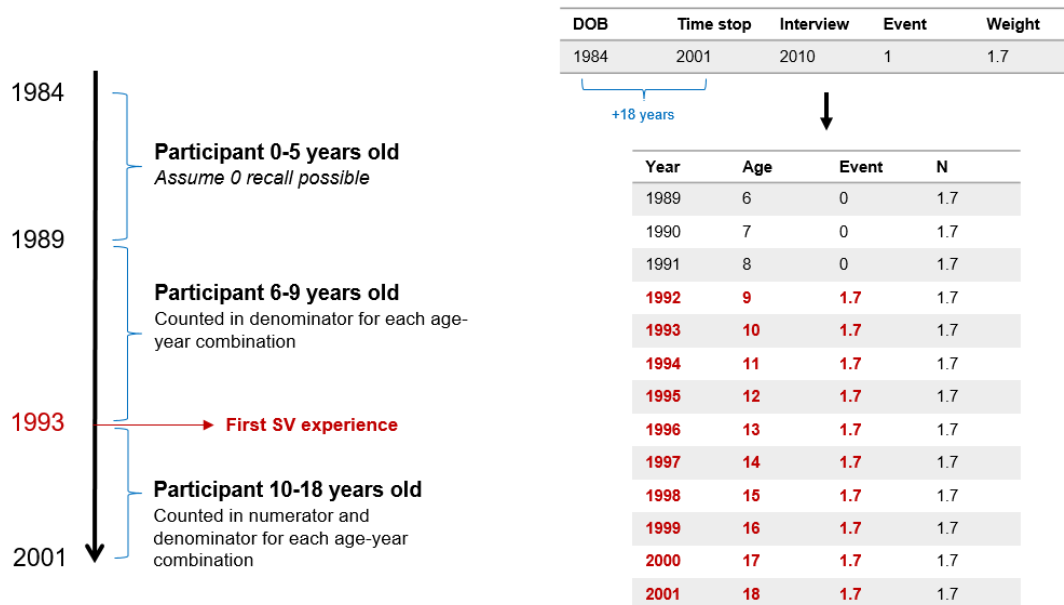 1984
Participant 0-5 years old
Assume 0 recall possible
1989
Participant 6-9 years old
Counted in denominator for each age-
year combination
1993
First SV experience
Participant 10-18 years old
Counted in numerator and
denominator for each age-year
combination
2001
DOB Time stop Interview Event Weight
1984 2001 2010 1 1.7
+18 years
Year Age Event N
1989 6 0 1.7
1990 7 0 1.7
1991 8 0 1.7
1992 9 1.7 1.7
1993 10 1.7 1.7
1994 11 1.7 1.7
1995 12 1.7 1.7
1996 13 1.7 1.7
1997 14 1.7 1.7
1998 15 1.7 1.7
1999 16 1.7 1.7
2000 17 1.7 1.7
2001 18 1.7 1.7